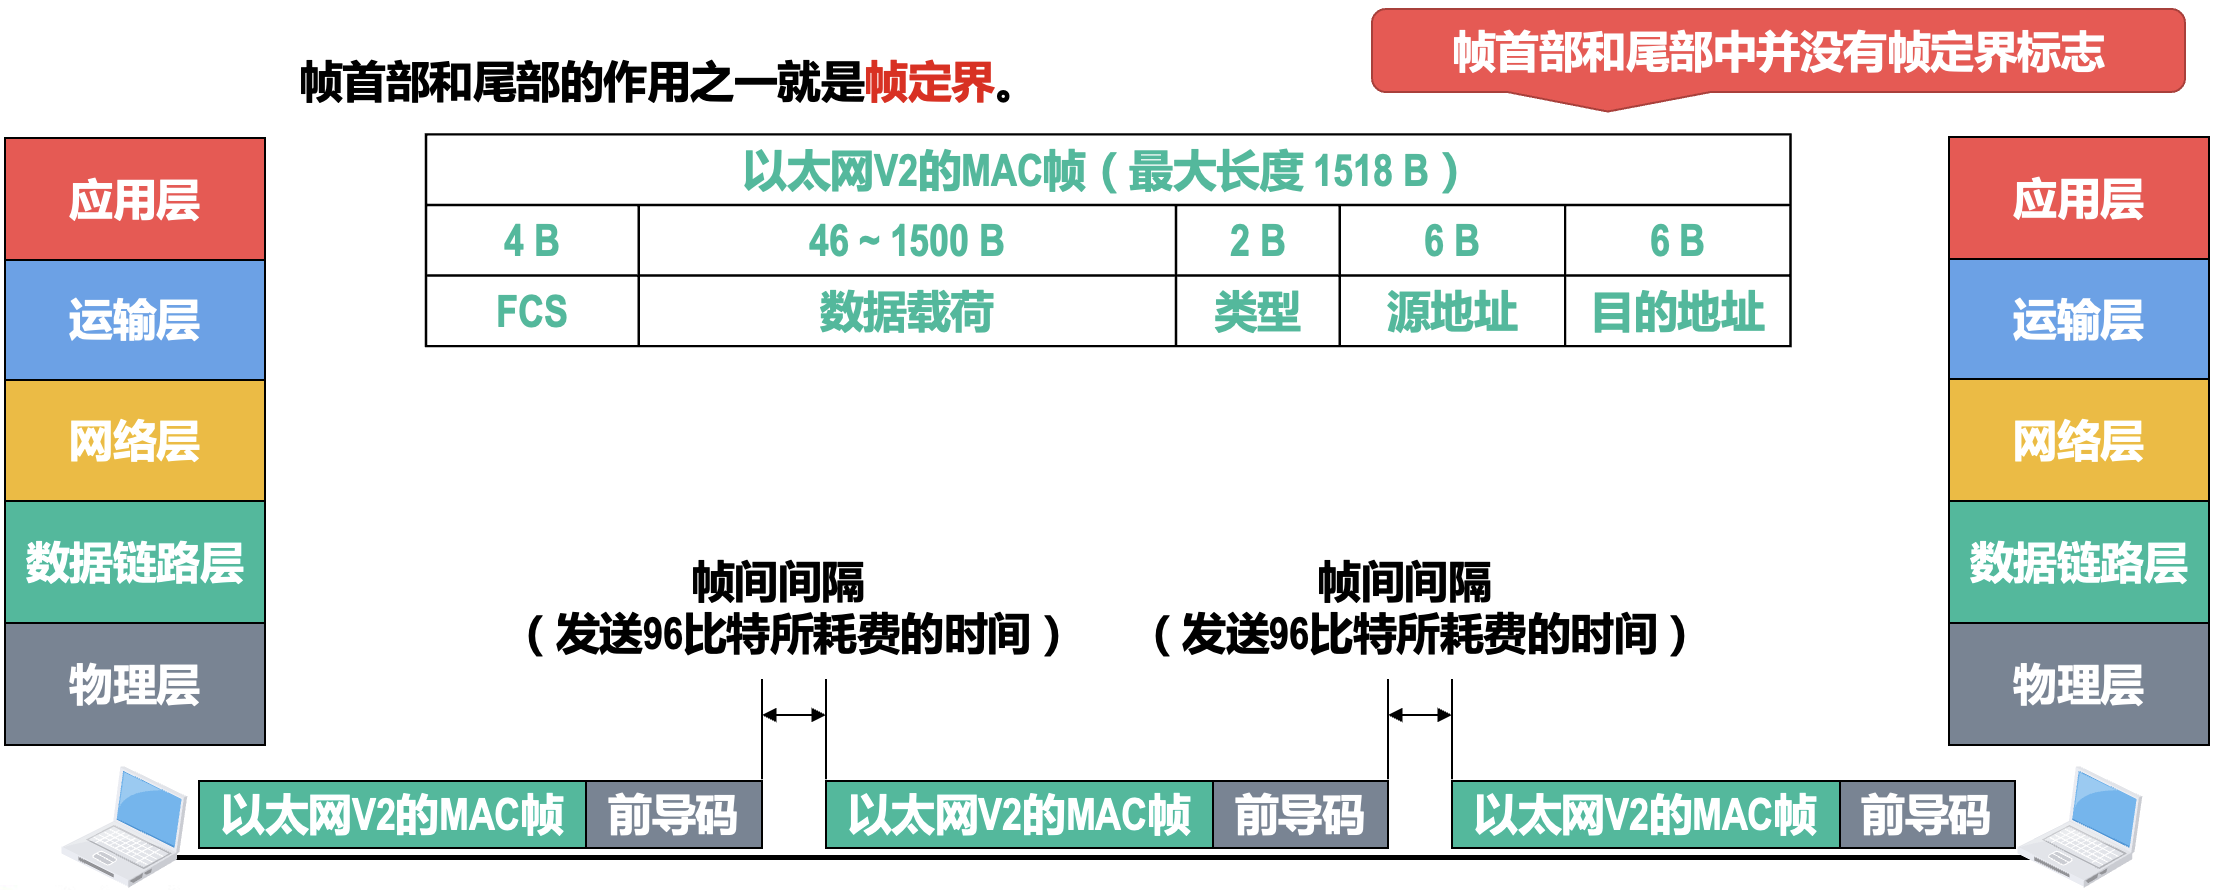 帧首部和尾部中并没有帧定界标志
帧首部和尾部的作用之一就是帧定界。
以太网V2的MAC帧（最大长度 1518 B）
4 B
46 ~ 1500 B
2 B
6 B
6 B
FCS
数据载荷
类型
源地址
目的地址
应用层
运输层
网络层
数据链路层
物理层
应用层
运输层
网络层
数据链路层
物理层
帧间间隔
（发送96比特所耗费的时间）
帧间间隔
（发送96比特所耗费的时间）
以太网V2的MAC帧
前导码
以太网V2的MAC帧
前导码
以太网V2的MAC帧
前导码